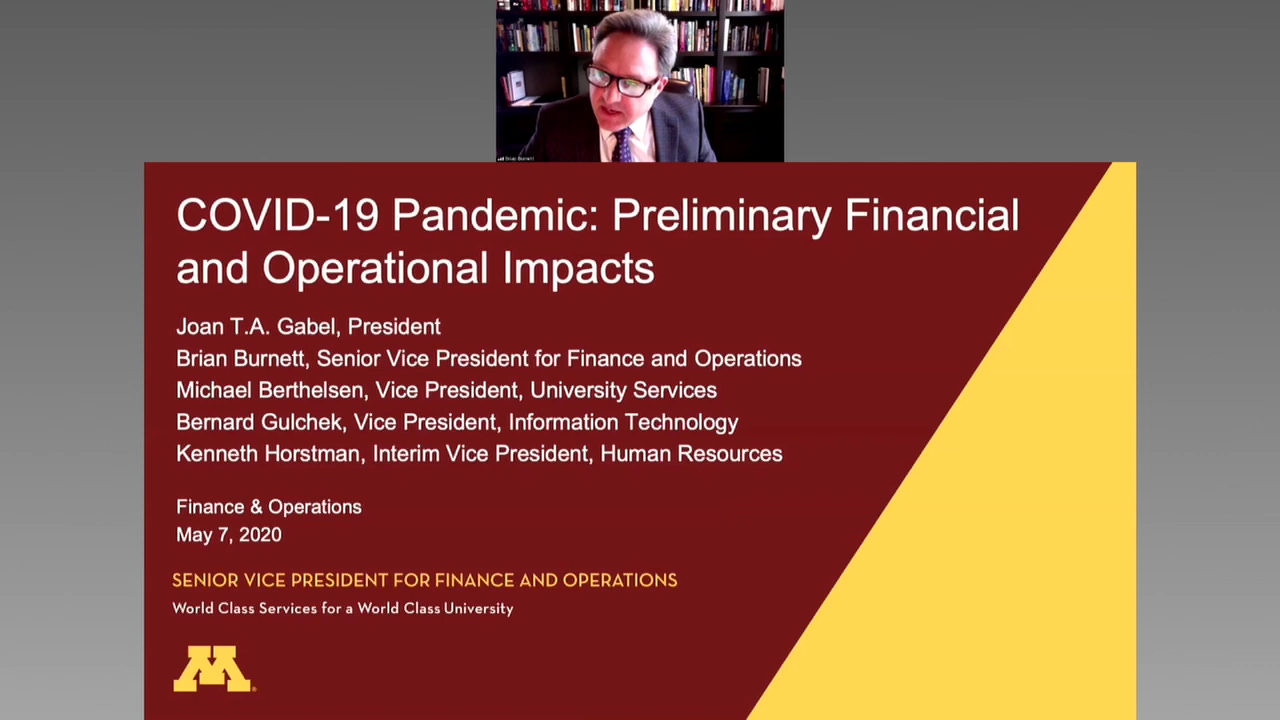 Brian Burnett
COVID-19 Pandemic: Preliminary Financial
and Operational Impacts
Joan T.A. Gabel, President
Brian Burnett, Senior Vice President for Finance and Operations
Michael Berthelsen, Vice President, University Services
Bernard Gulchek, Vice President, Information Technology
Kenneth Horstman, Interim Vice President, Human Resources
Finance & Operations
May 7, 2020
SENIOR VICE PRESIDENT FOR FINANCE AND OPERATIONS
World Class Services for a World Class University
M®